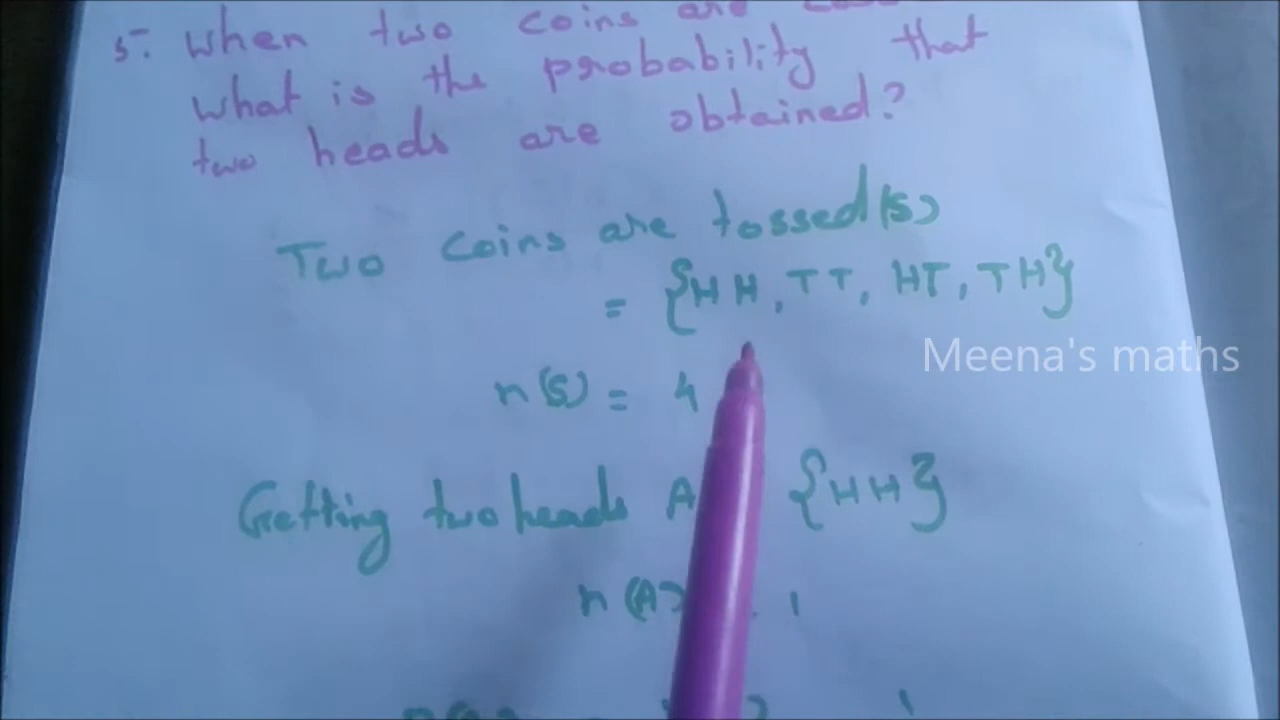 5. When two coins are
what is the probability that
two heads are obtained?
Two coins are tossed (S)
= {HH, TT, HT, TH}
n(S) = 4
Getting two heads A {HH}
n(A) 1
Meena's maths